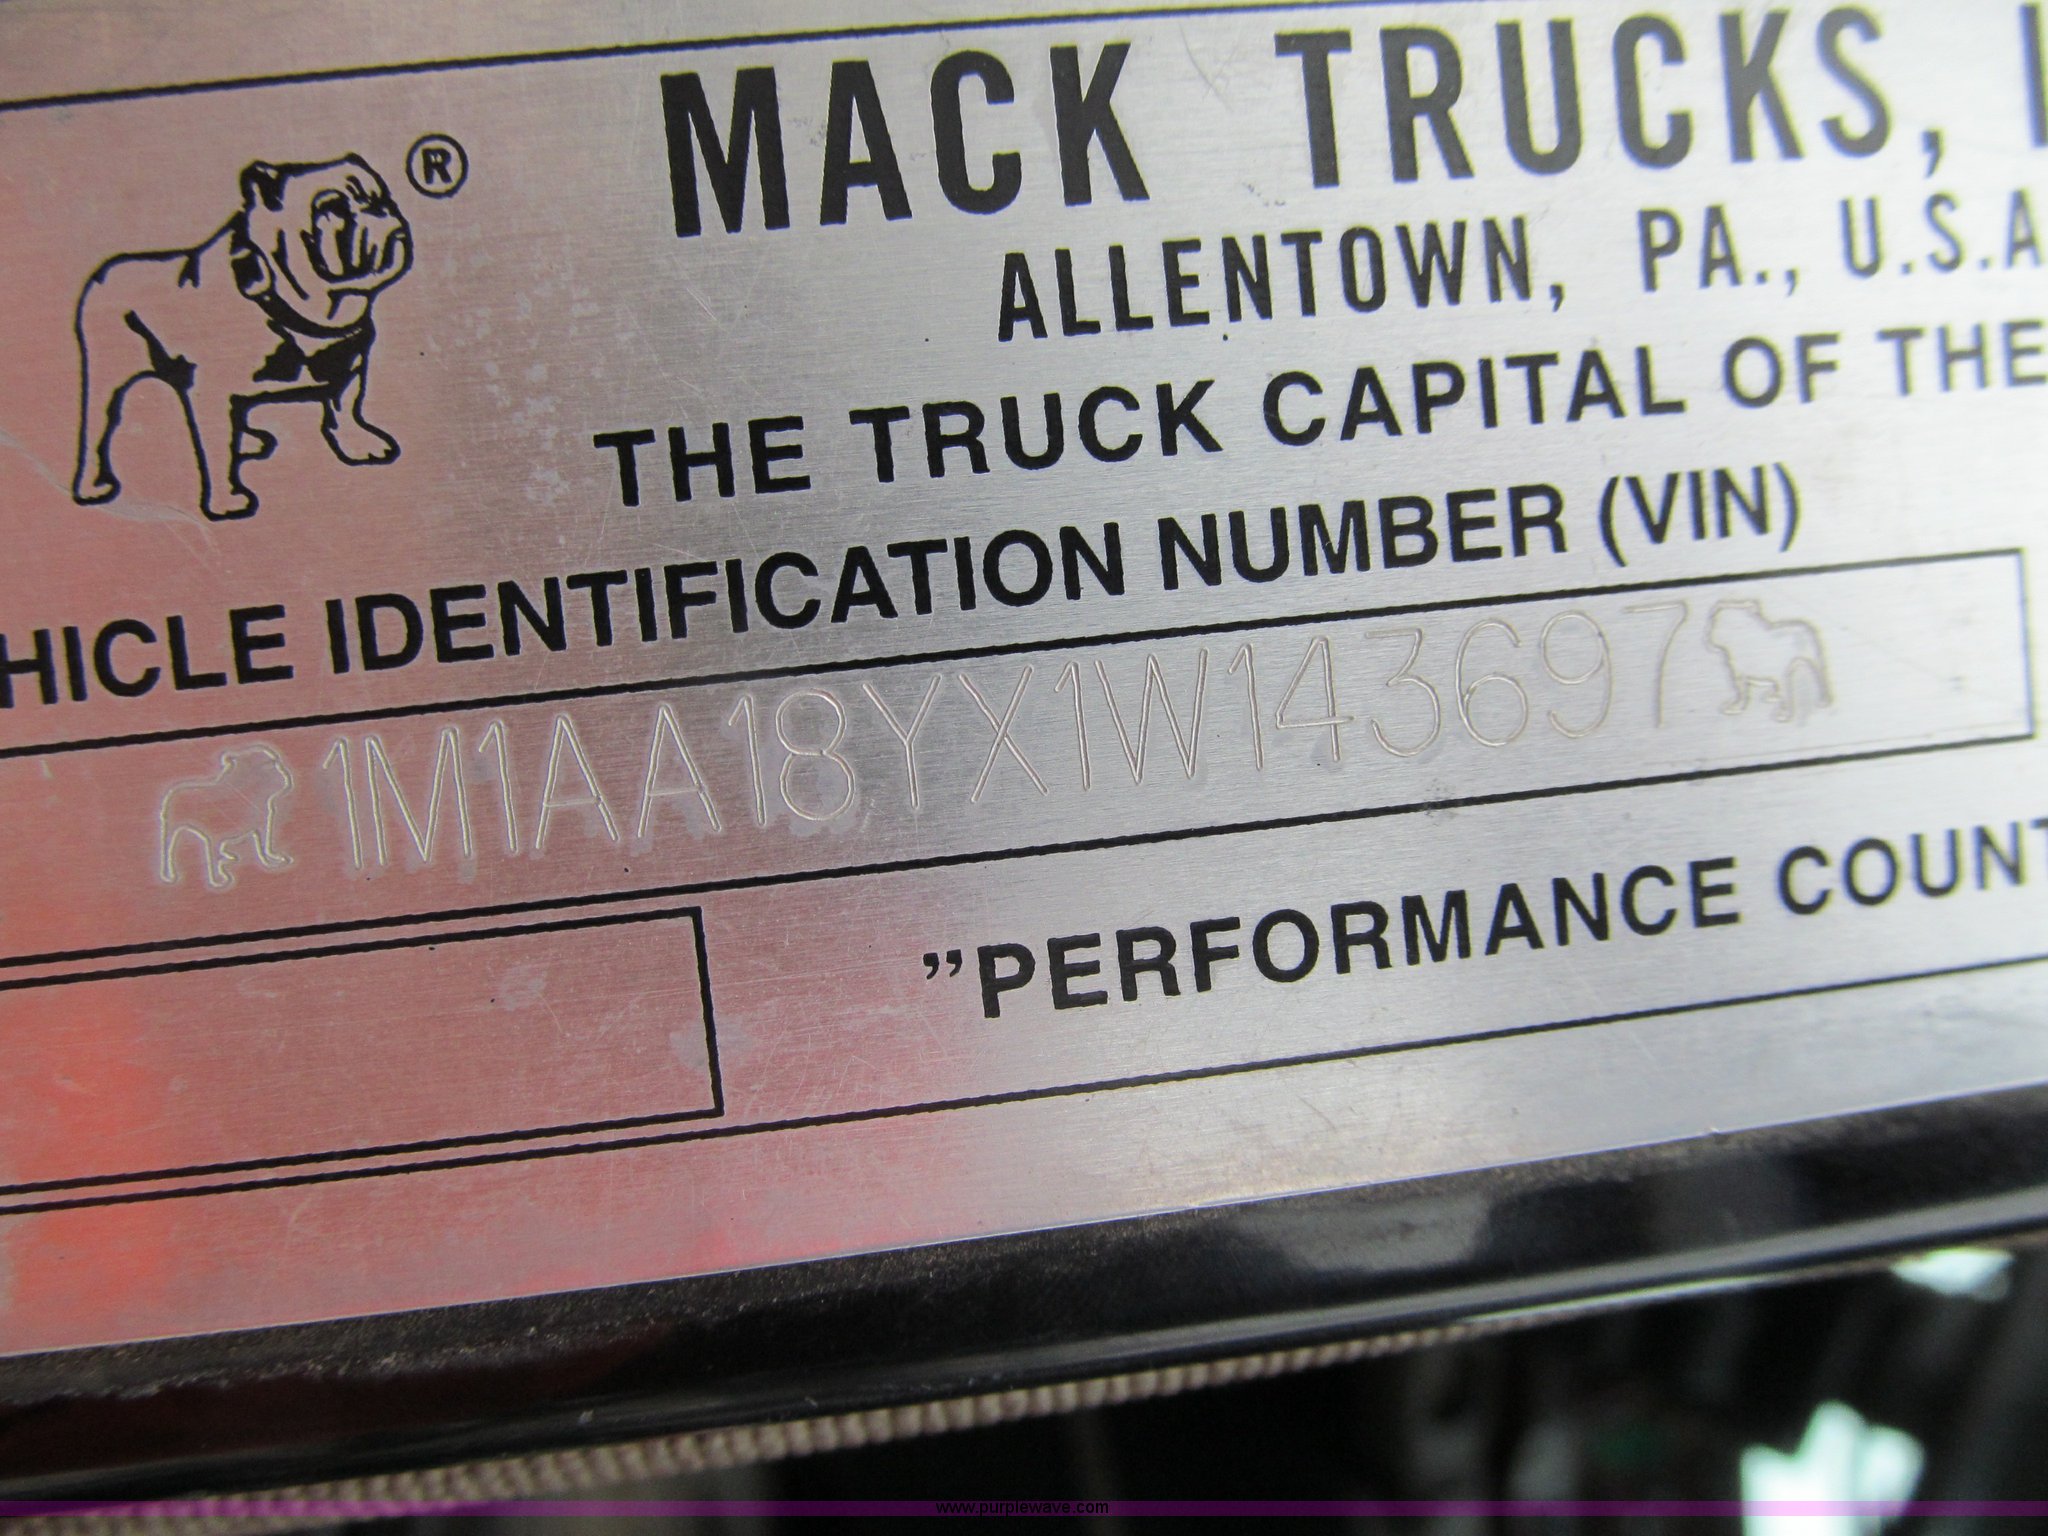 ®
MACK TRUCKS, I
ALLENTOWN, PA., U.S.A
THE TRUCK CAPITAL OF THE
HICLE IDENTIFICATION NUMBER (VIN)
1M1AA18YX1W143697
”PERFORMANCE COUNT
www.purplewave.com